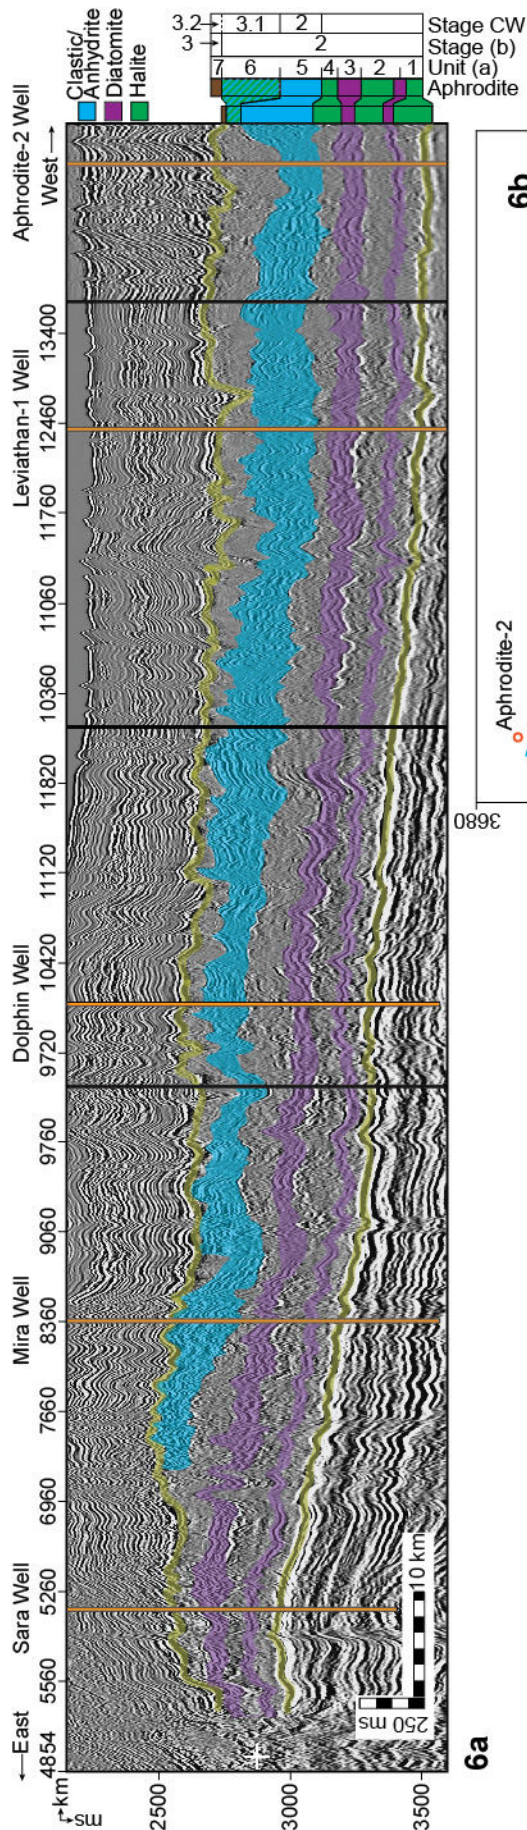 3.2
3.1
2
Stage CW
3
2
Stage (b)
7
6
5
4
3
2
1
Unit (a)
Aphrodite
Clastic/
Anhydrite
Diatomite
Halite
East
Sara Well
Mira Well
Dolphin Well
Leviathan-1 Well
Aphrodite-2 Well
West
4854
5560
5260
6960
7660
8360
9060
9760
9720
10420
11120
11820
10360
11060
11760
12460
13400
km
ms
2500
3000
3500
250 ms
10 km
6a
3680
Aphrodite-2
6b